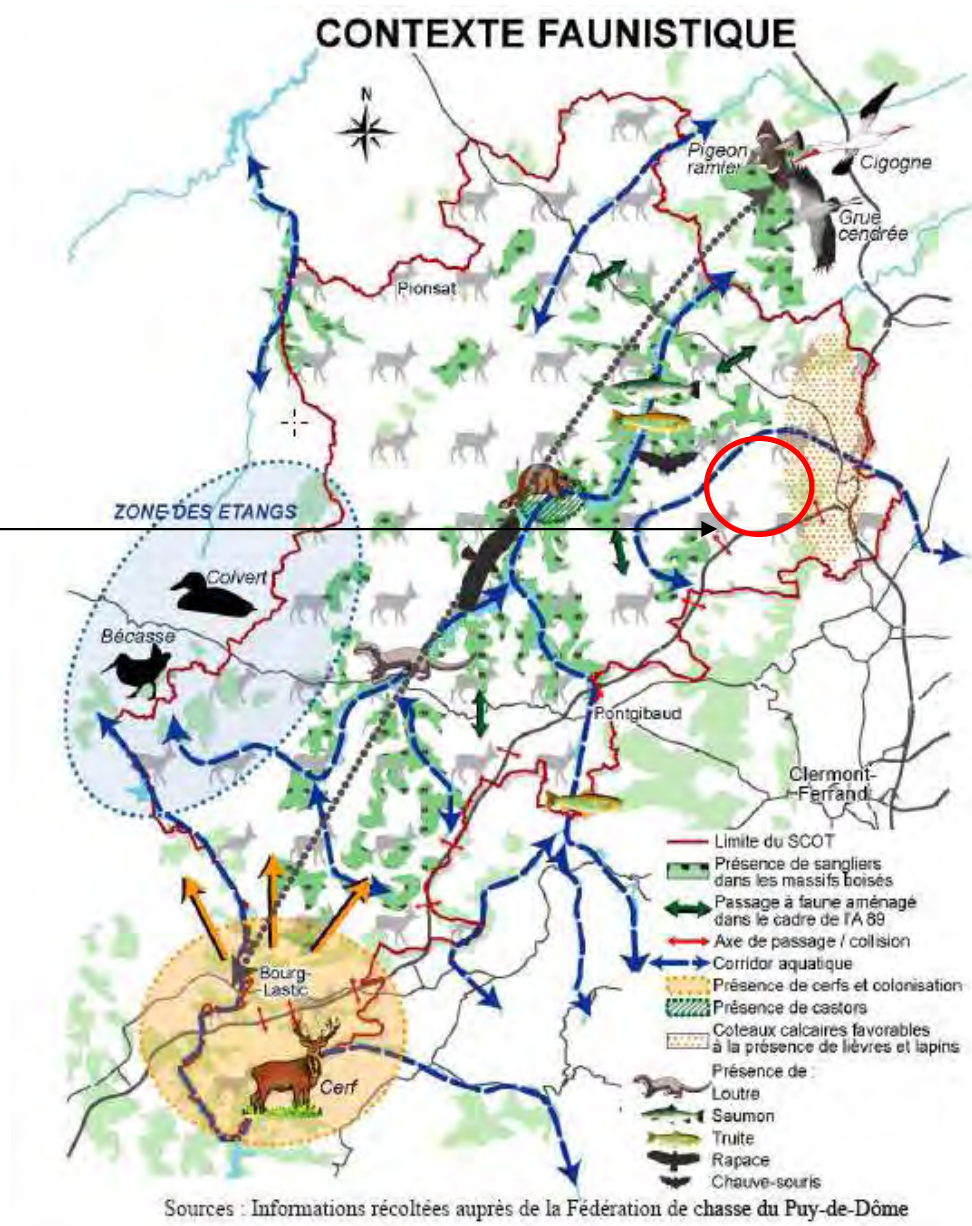 CONTEXTE FAUNISTIQUE
N
Pigeon
ramier
Cigogne
Grue
cendrée
Pionsat
ZONE DES ETANGS
Colvert
Bécasse
Pontgibaud
Clermont-
Ferrand
Bourg-
Lastic
Cerf
Limite du SCOT
Présence de sangliers
dans les massifs boisés
Passage à faune aménagé
dans le cadre de l'A 89
Axe de passage / collision
Corridor aquatique
Présence de cerfs et colonisation
Présence de castors
Coteaux calcaires favorables
à la présence de lièvres et lapins
Présence de :
Loutre
Saumon
Truite
Rapace
Chauve-souris
Sources : Informations récoltées auprès de la Fédération de chasse du Puy-de-Dôme